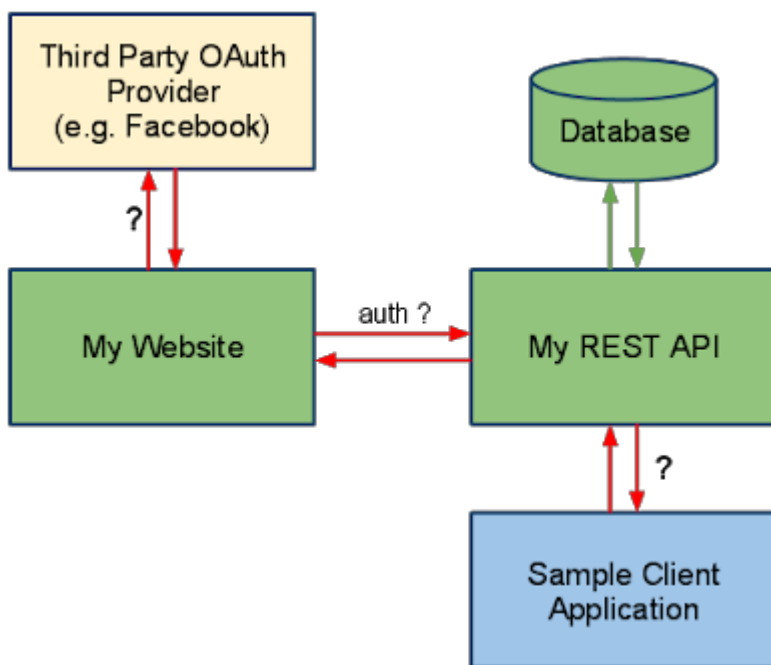 Third Party OAuth
Provider
(e.g. Facebook)
Database
?
My Website
auth ?
My REST API
?
Sample Client
Application